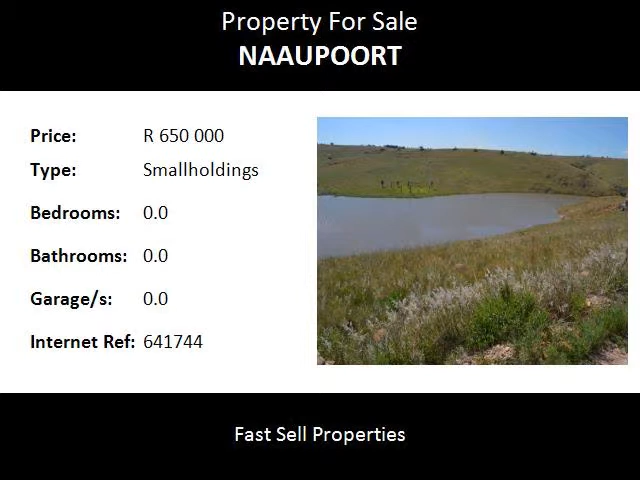 Property For Sale
NAAUPOORT
Price: R 650 000
Type: Smallholdings
Bedrooms: 0.0
Bathrooms: 0.0
Garage/s: 0.0
Internet Ref: 641744
Fast Sell Properties